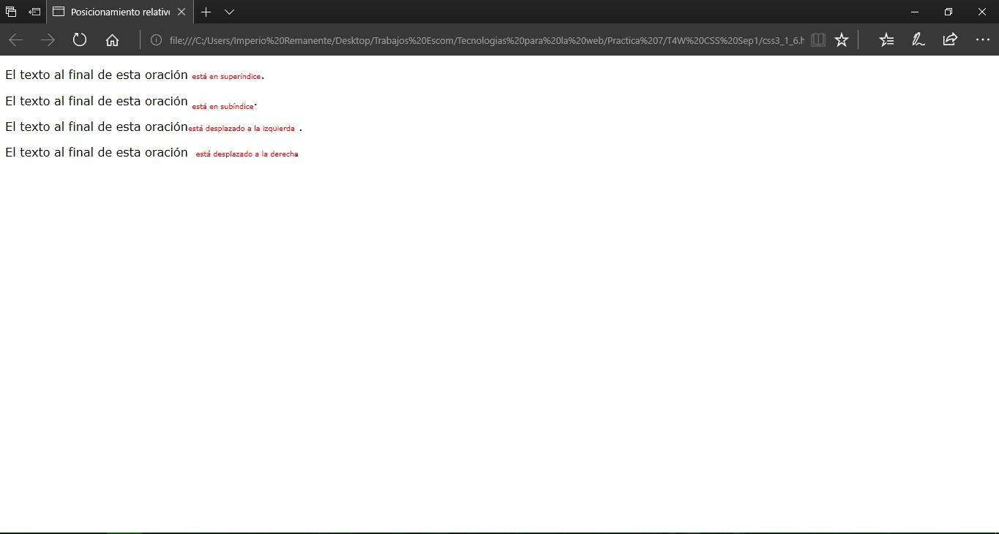 Posicionamiento relativ
file:///C:/Users/Imperio%20Remanente/Desktop/Trabajos%20Escom/Tecnologias%20para%20la%20web/Practica%207/T4W%20CSS%20Sep1/css3_1_6.h
El texto al final de esta oración está en superíndice.
El texto al final de esta oración está en subíndice.
El texto al final de esta oraciónestá desplazado a la izquierda .
El texto al final de esta oración está desplazado a la derecha